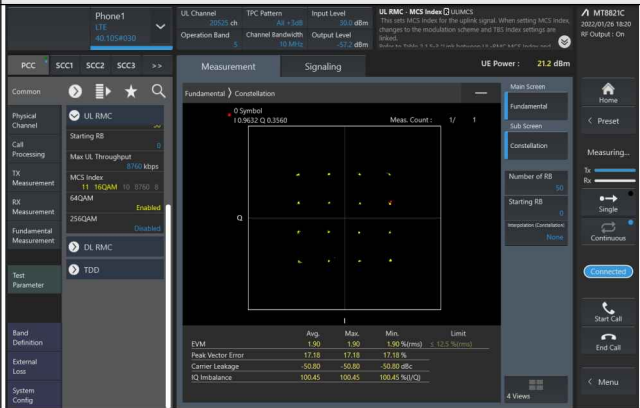 Phone1
LTE
40.105#030
UL Channel
20525 ch
TPC Pattern
All +3dB
Input Level
30.0 dBm
Operation Band
5
Channel Bandwidth
10 MHz
Output Level
-57.2 dBm
UL RMC - MCS Index UL/MCS
This sets MCS Index for the uplink signal. When setting MCS Index,
changes to the modulation scheme and TBS Index settings are
linked.
MT8821C
2022/01/26 18:20
RF Output : On
PCC
SCC1
SCC2
SCC3
>>
Measurement
Signaling
UE Power : 21.2 dBm
Common
Physical
Channel
Call
Processing
TX
Measurement
RX
Measurement
Fundamental
Measurement
Test
Parameter
Band
Definition
External
Loss
System
Config
UL RMC
Starting RB
0
Max UL Throughput
8760 kbps
MCS Index
11 16QAM 10 8760 8
64QAM
Enabled
256QAM
Disabled
DL RMC
TDD
Fundamental ⟩ Constellation
0 Symbol
I 0.9632 Q 0.3560
Meas. Count : 1/ 1
Q
I
Avg. Max. Min. Limit
EVM 1.90 1.90 1.90 %(rms) ≤ 12.5 %(rms)
Peak Vector Error 17.18 17.18 17.18 %
Carrier Leakage -50.80 -50.80 -50.80 dBc
IQ Imbalance 100.45 100.45 100.45 %(I/Q)
Main Screen
Fundamental
Sub Screen
Constellation
Number of RB
50
Starting RB
0
Interpolation (Constellation)
None
4 Views
Home
< Preset
Measuring...
Tx
Rx
Single
Continuous
Connected
Start Call
End Call
< Menu